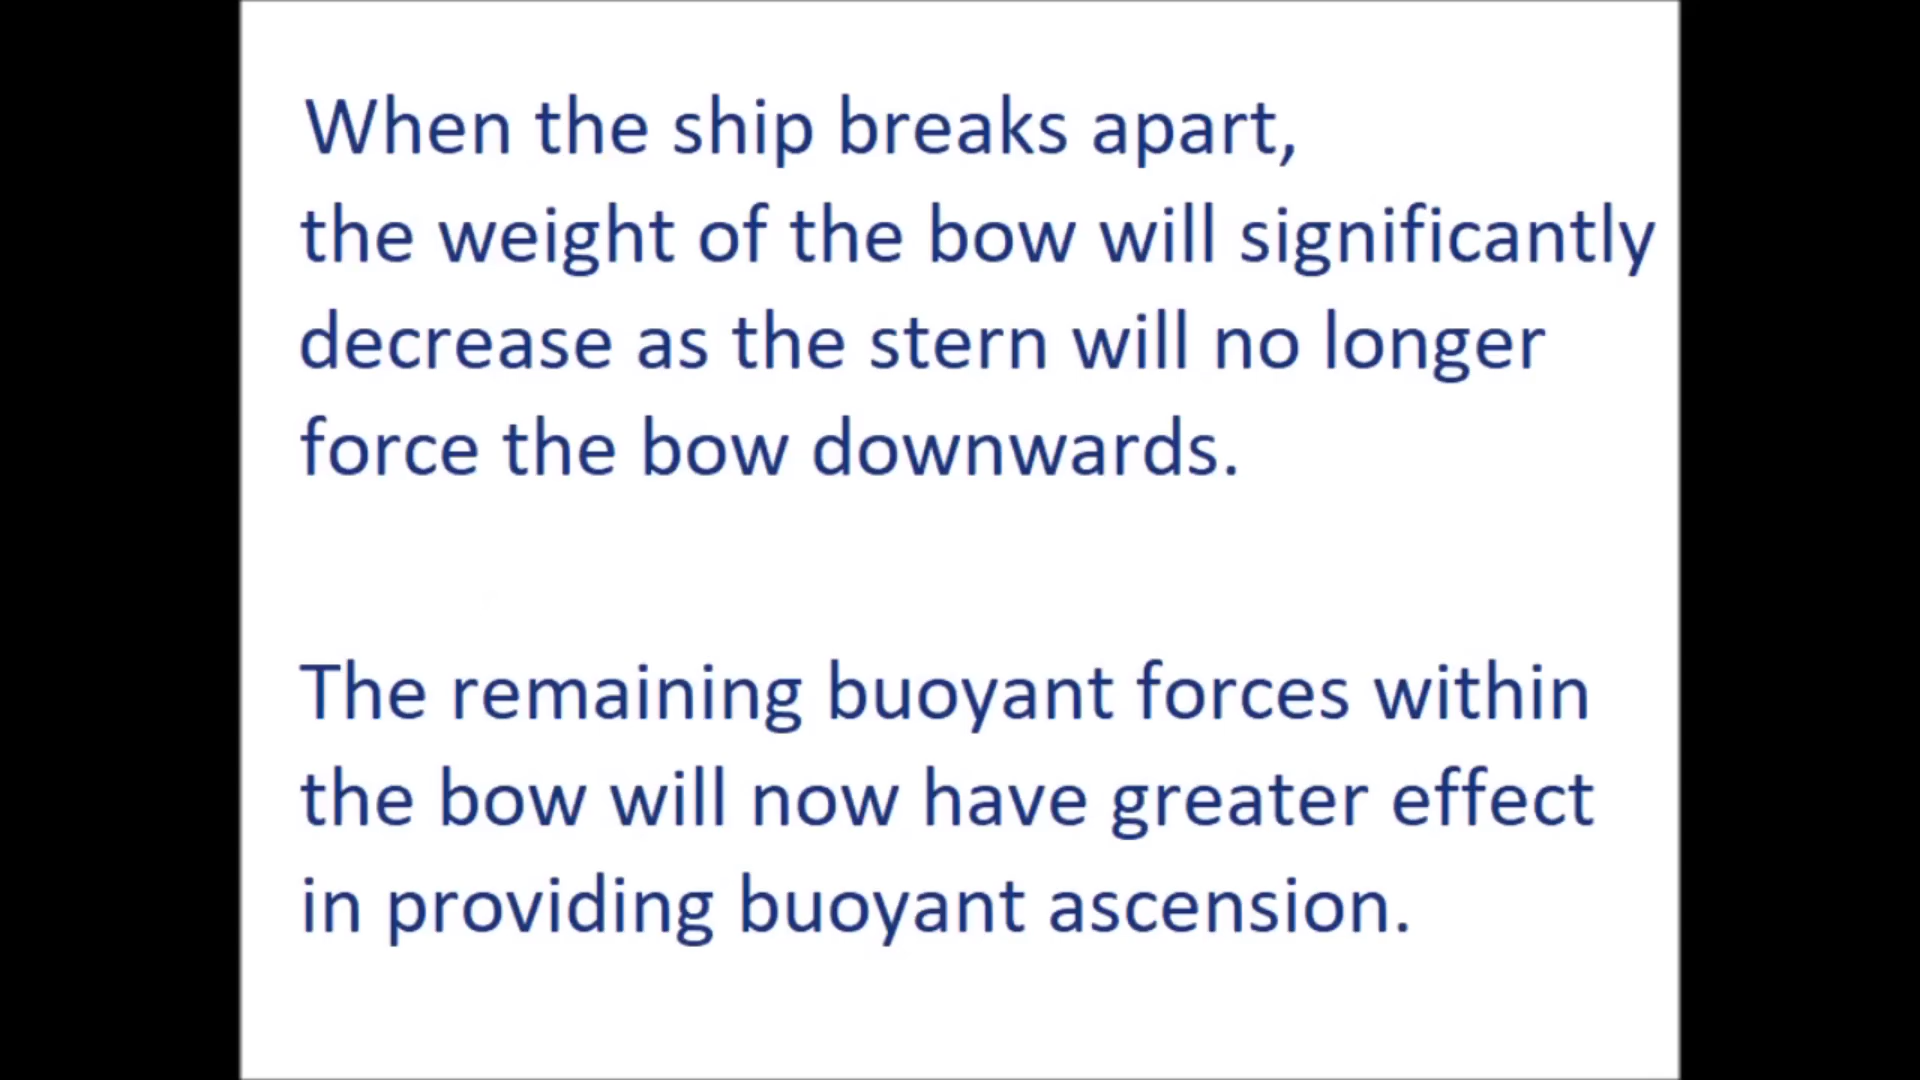 When the ship breaks apart,
the weight of the bow will significantly
decrease as the stern will no longer
force the bow downwards.
The remaining buoyant forces within
the bow will now have greater effect
in providing buoyant ascension.